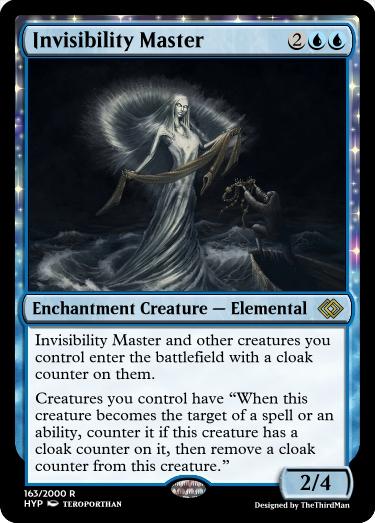 Invisibility Master 2
Enchantment Creature — Elemental
Invisibility Master and other creatures you
control enter the battlefield with a cloak
counter on them.
Creatures you control have “When this
creature becomes the target of a spell or an
ability, counter it if this creature has a
cloak counter on it, then remove a cloak
counter from this creature.”
2/4
163/2000 R
HYP TEROPORTHAN
Designed by TheThirdMan